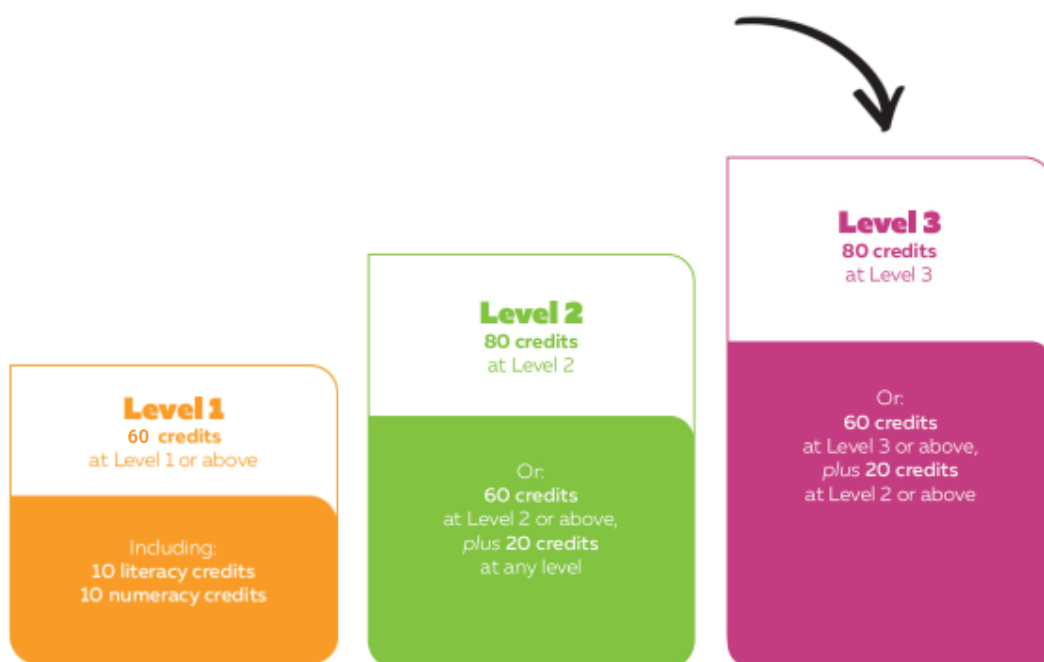 Level 1
60 credits
at Level 1 or above
Including:
10 literacy credits
10 numeracy credits
Level 2
80 credits
at Level 2
Or:
60 credits
at Level 2 or above,
plus 20 credits
at any level
Level 3
80 credits
at Level 3
Or:
60 credits
at Level 3 or above,
plus 20 credits
at Level 2 or above